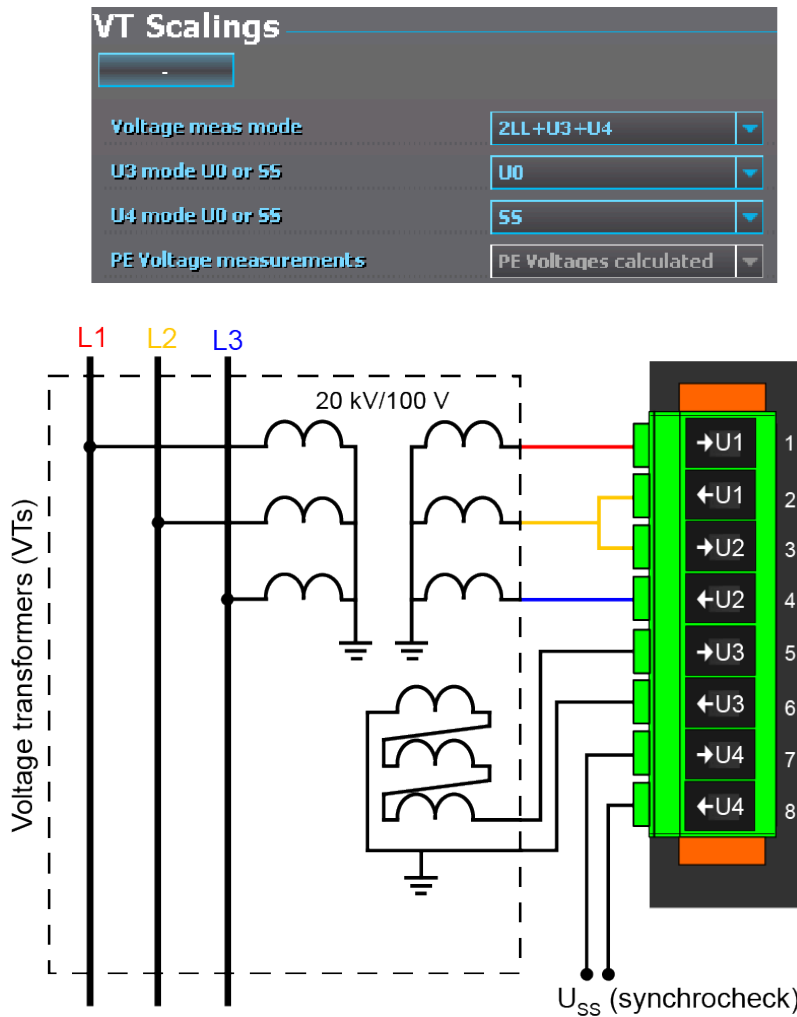 VT Scalings
-
Voltage meas mode 2LL+U3+U4
U3 mode U0 or SS U0
U4 mode U0 or SS SS
PE Voltage measurements PE Voltages calculated
L1 L2 L3
20 kV/100 V
Voltage transformers (VTs)
→U1 1
←U1 2
→U2 3
←U2 4
→U3 5
←U3 6
→U4 7
←U4 8
USS (synchrocheck)